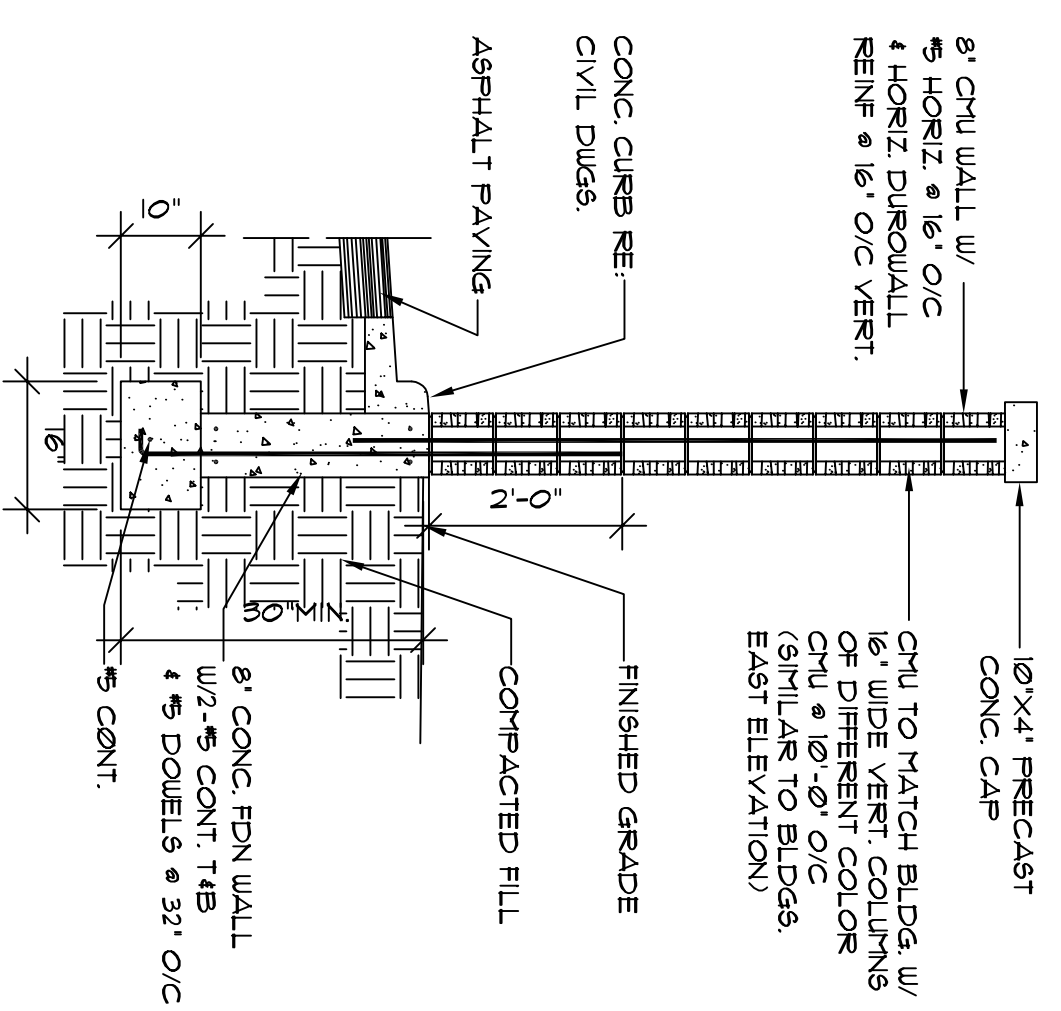 8" CMU WALL W/
#5 HORIZ. @ 16" O/C
& HORIZ. DUROWALL
REINF @ 16" O/C VERT.
CONC. CURB RE:
CIVIL DWGS.
ASPHALT PAVING
10"
16"
2'-0"
30"MIN.
10"X4" PRECAST
CONC. CAP
CMU TO MATCH BLDG. W/
16" WIDE VERT. COLUMNS
OF DIFFERENT COLOR
CMU @ 10'-0" O/C
(SIMILAR TO BLDGS.
EAST ELEVATION)
FINISHED GRADE
COMPACTED FILL
8" CONC. FDN WALL
W/2-#5 CONT. T&B
& #5 DOWELS @ 32" O/C
#5 CONT.